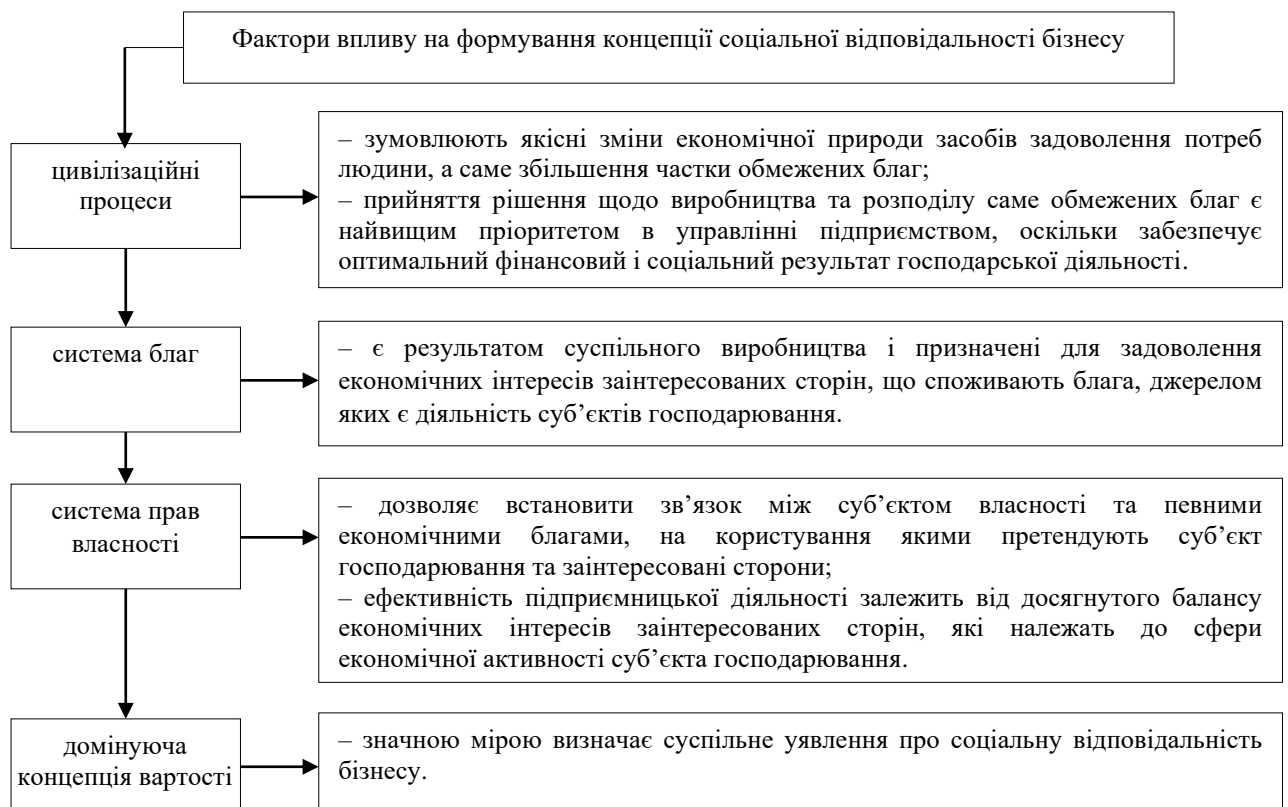 Фактори впливу на формування концепції соціальної відповідальності бізнесу
цивілізаційні
процеси
– зумовлюють якісні зміни економічної природи засобів задоволення потреб
людини, а саме збільшення частки обмежених благ;
– прийняття рішення щодо виробництва та розподілу саме обмежених благ є
найвищим пріоритетом в управлінні підприємством, оскільки забезпечує
оптимальний фінансовий і соціальний результат господарської діяльності.
система благ
– є результатом суспільного виробництва і призначені для задоволення
економічних інтересів заінтересованих сторін, що споживають блага, джерелом
яких є діяльність суб’єктів господарювання.
система прав
власності
– дозволяє встановити зв’язок між суб’єктом власності та певними
економічними благами, на користування якими претендують суб’єкт
господарювання та заінтересовані сторони;
– ефективність підприємницької діяльності залежить від досягнутого балансу
економічних інтересів заінтересованих сторін, які належать до сфери
економічної активності суб’єкта господарювання.
домінуюча
концепція вартості
– значною мірою визначає суспільне уявлення про соціальну відповідальність
бізнесу.